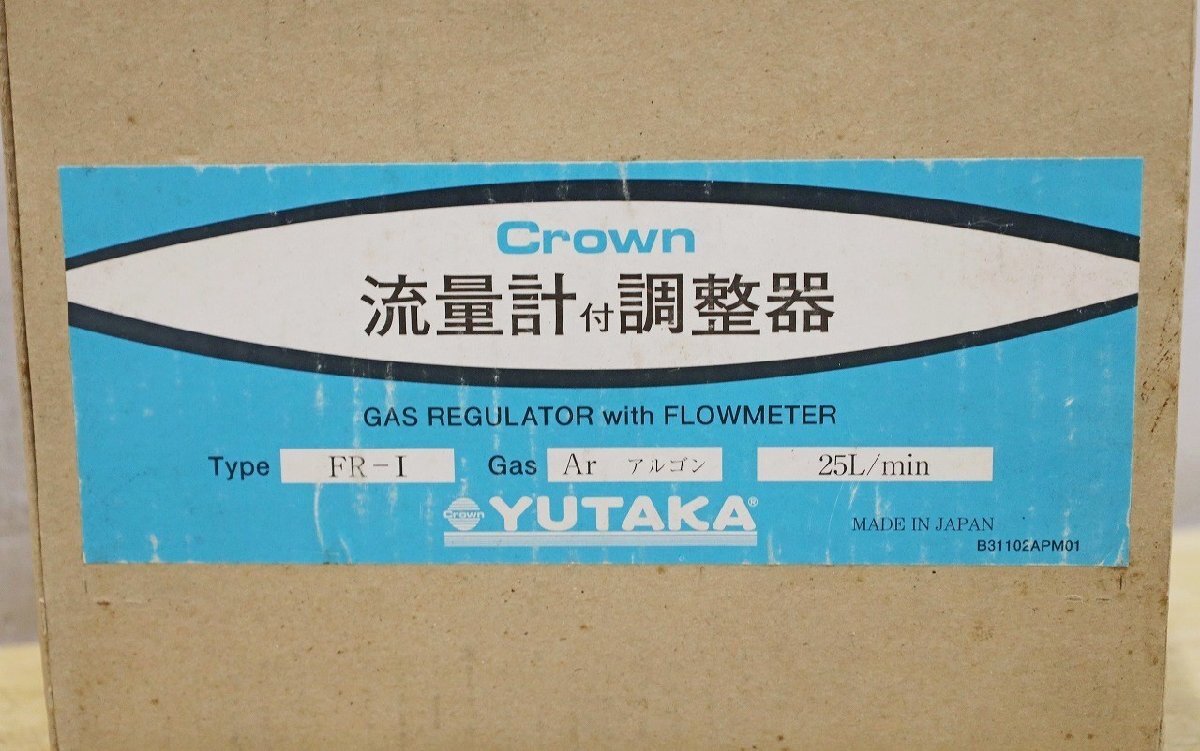 Crown
流量計付調整器
GAS REGULATOR with FLOWMETER
Type FR-I Gas Ar アルゴン 25L/min
Crown YUTAKA®
MADE IN JAPAN
B31102APM01